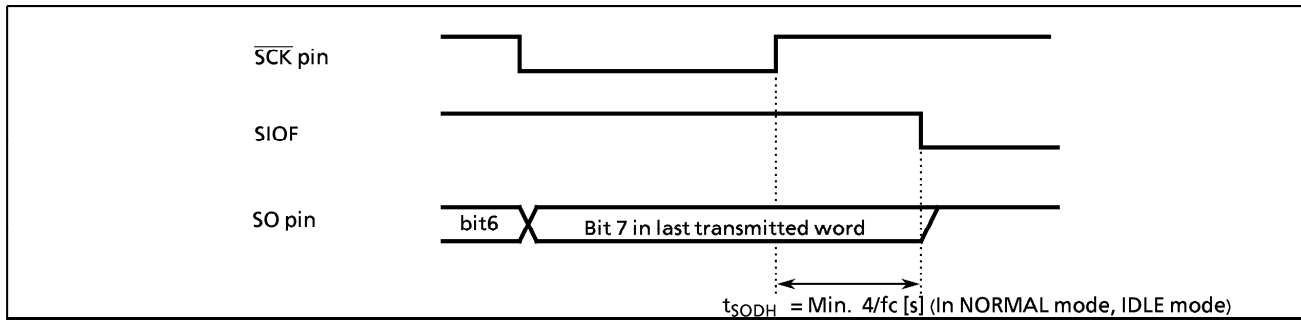 S̅C̅K̅ pin
SIOF
SO pin
bit6
Bit 7 in last transmitted word
tSODH = Min. 4/fc [s] (In NORMAL mode, IDLE mode)